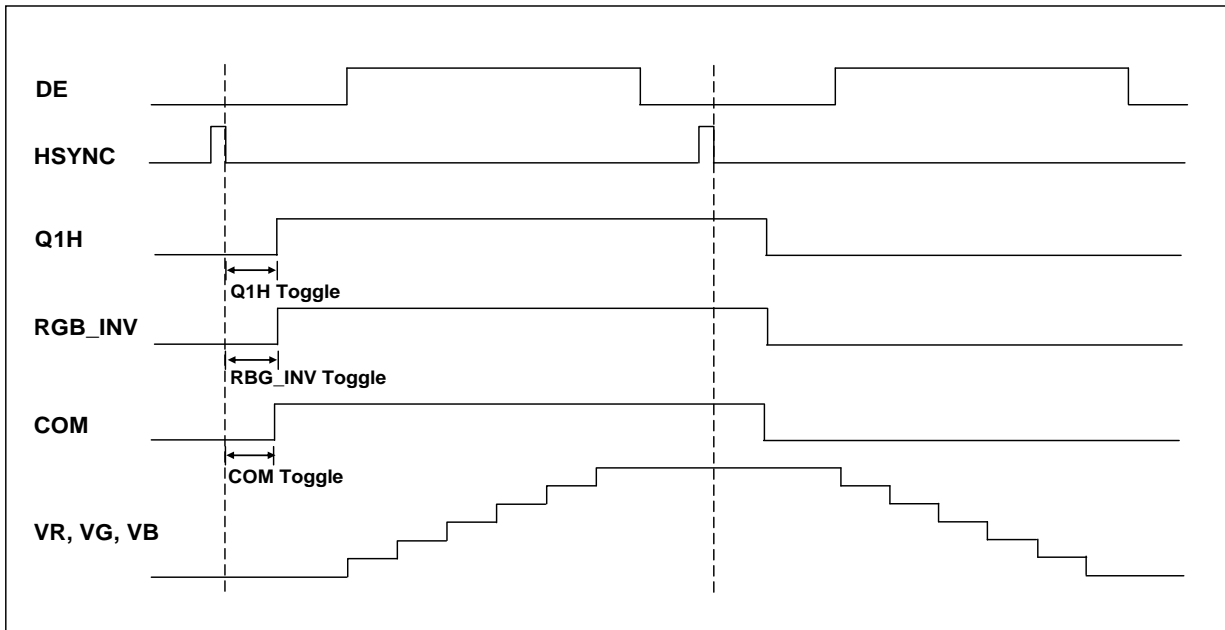 DE
HSYNC
Q1H
Q1H Toggle
RGB_INV
RBG_INV Toggle
COM
COM Toggle
VR, VG, VB